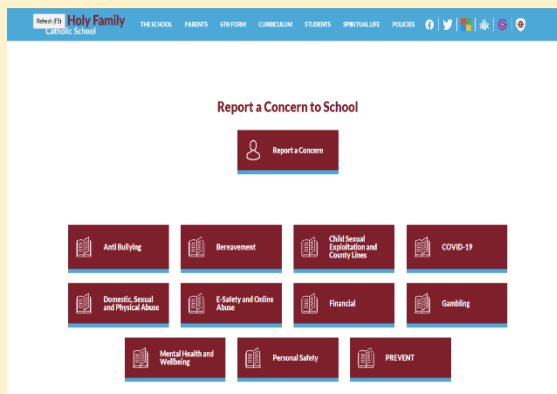 Refresh (F5) Holy Family
Catholic School
THE SCHOOL PARENTS 6TH FORM CURRICULUM STUDENTS SPIRITUAL LIFE POLICIES
Report a Concern to School
Report a Concern
Anti Bullying
Bereavement
Child Sexual
Exploitation and
County Lines
COVID-19
Domestic, Sexual
and Physical Abuse
E-Safety and Online
Abuse
Financial
Gambling
Mental Health and
Wellbeing
Personal Safety
PREVENT